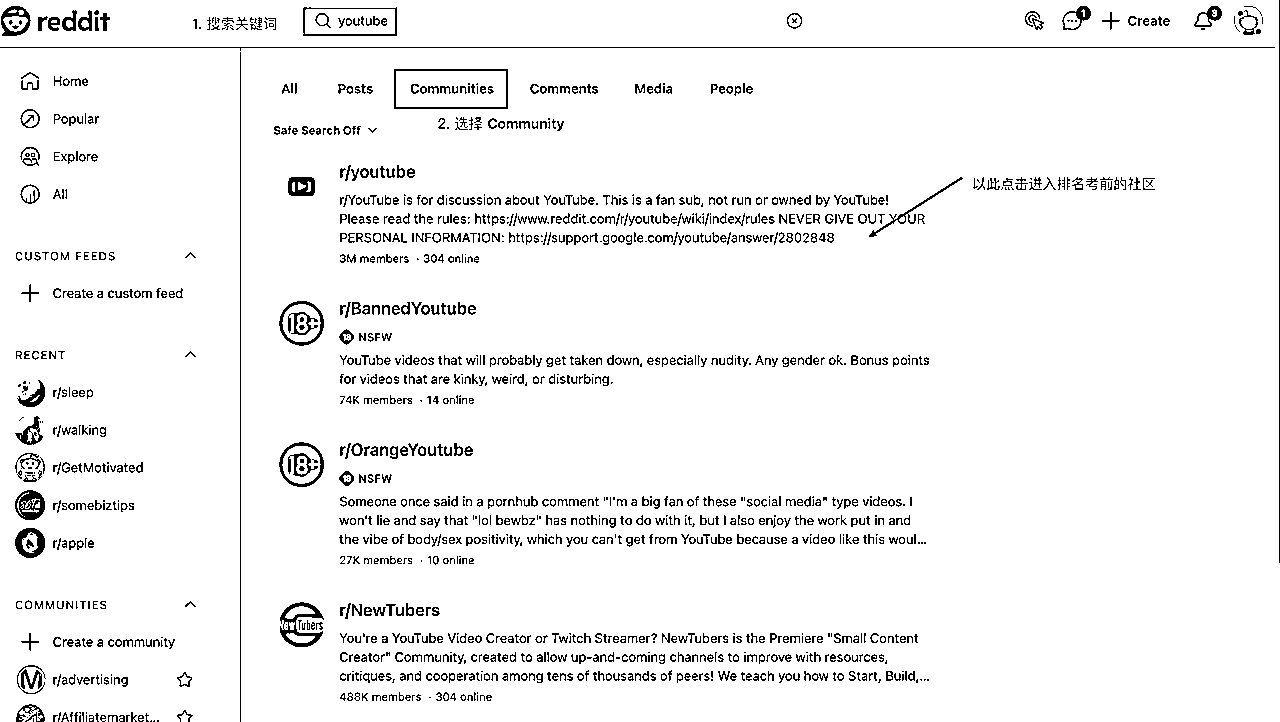 reddit
1. 搜索关键词
youtube
1
Create
9
Home
Popular
Explore
All
CUSTOM FEEDS
Create a custom feed
RECENT
r/sleep
r/walking
r/GetMotivated
r/somebiztips
r/apple
COMMUNITIES
Create a community
r/advertising
r/Affiliatemarket...
All
Posts
Communities
Comments
Media
People
Safe Search Off
2. 选择 Community
以此点击进入排名考前的社区
r/youtube
r/YouTube is for discussion about YouTube. This is a fan sub, not run or owned by YouTube!
Please read the rules: https://www.reddit.com/r/youtube/wiki/index/rules NEVER GIVE OUT YOUR
PERSONAL INFORMATION: https://support.google.com/youtube/answer/2802848
3M members · 304 online
r/BannedYoutube
18
NSFW
YouTube videos that will probably get taken down, especially nudity. Any gender ok. Bonus points
for videos that are kinky, weird, or disturbing.
74K members · 14 online
r/OrangeYoutube
18
NSFW
Someone once said in a pornhub comment "I'm a big fan of these "social media" type videos. I
won't lie and say that "lol bewbz" has nothing to do with it, but I also enjoy the work put in and
the vibe of body/sex positivity, which you can't get from YouTube because a video like this woul...
27K members · 10 online
r/NewTubers
New Tubers
You're a YouTube Video Creator or Twitch Streamer? NewTubers is the Premiere "Small Content
Creator" Community, created to allow up-and-coming channels to improve with resources,
critiques, and cooperation among tens of thousands of peers! We teach you how to Start, Build,...
488K members · 304 online